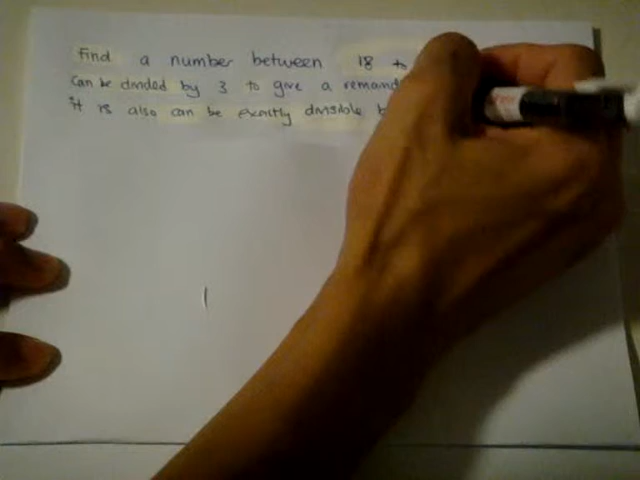 Find a number between 18 to
Can be divided by 3 to give a remand
it is also can be exactly divisible b